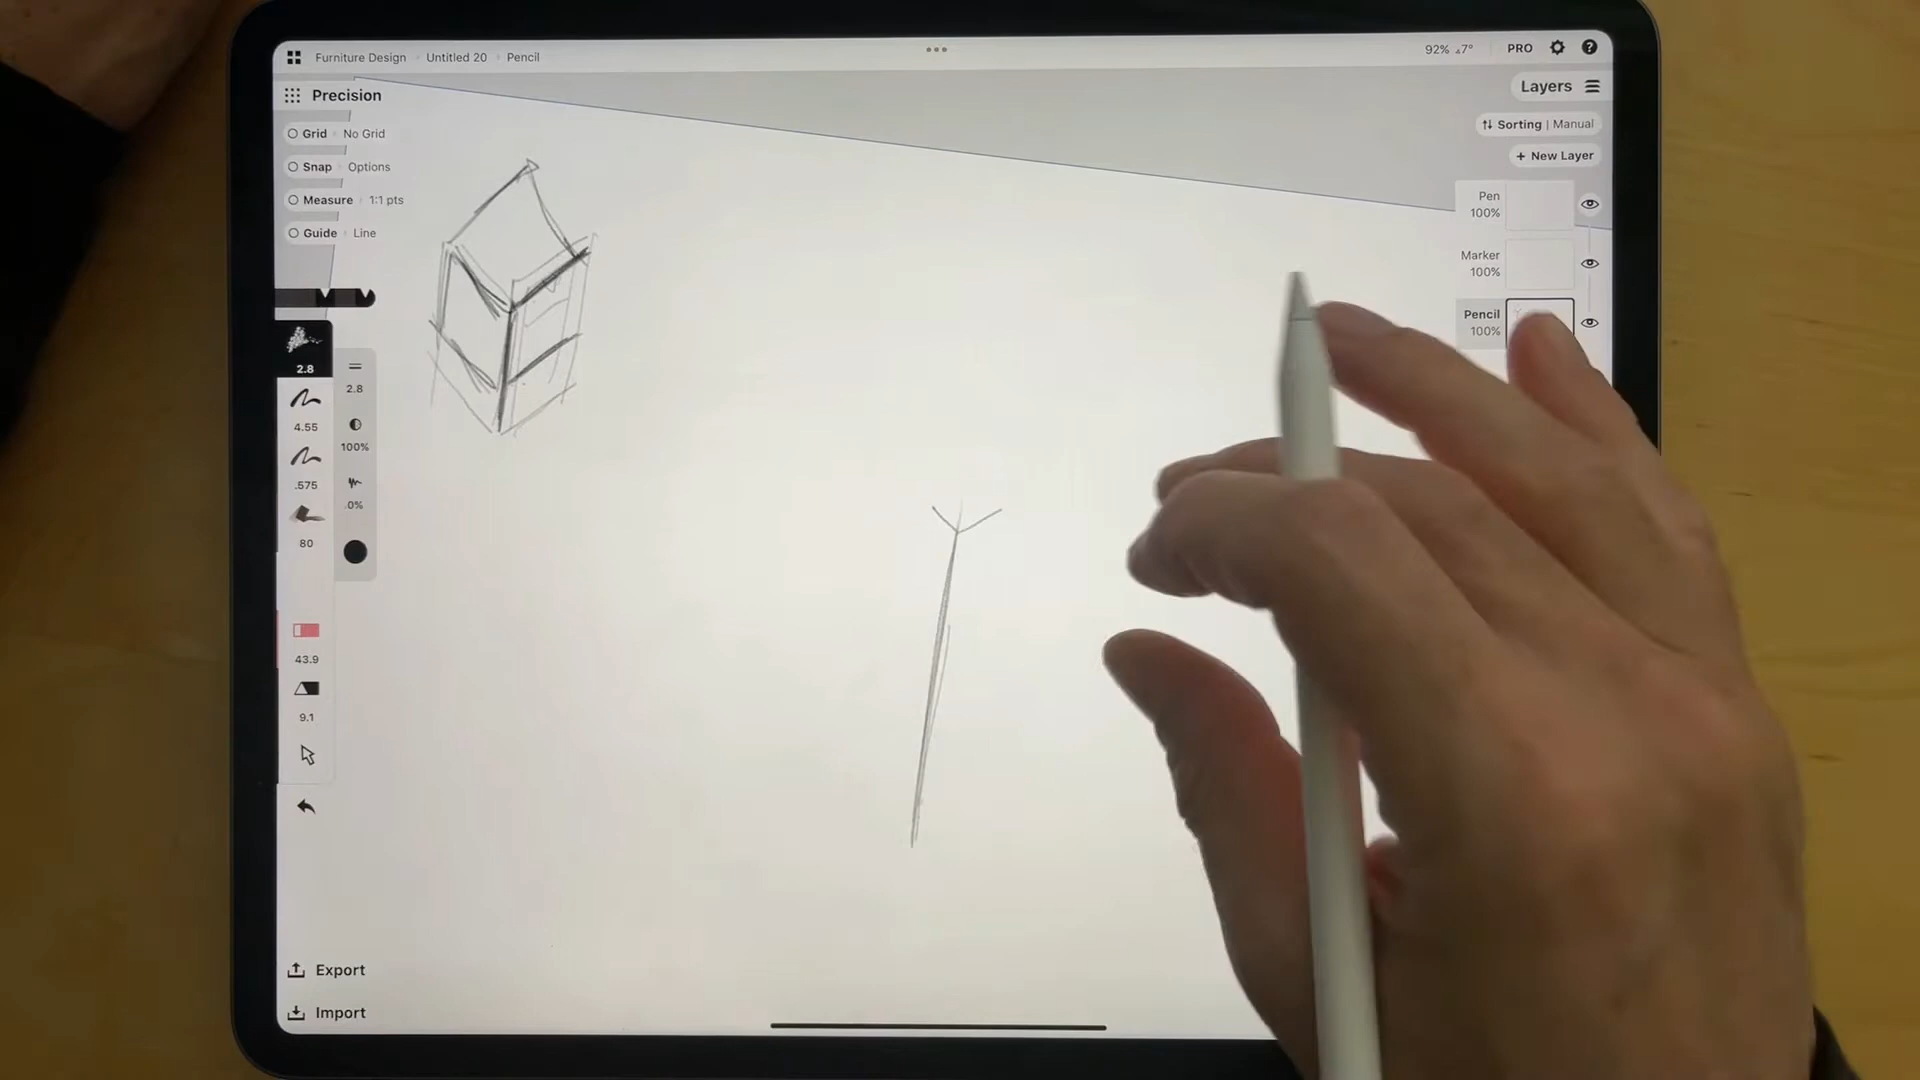 Furniture Design Untitled 20 Pencil
92% 7° PRO ?
Precision
Layers
Grid No Grid
Sorting | Manual
Snap Options
+ New Layer
Measure 1:1 pts
Pen
100%
Guide Line
Marker
100%
Pencil
100%
2.8
2.8
4.55
100%
.575
.0%
80
43.9
9.1
Export
Import